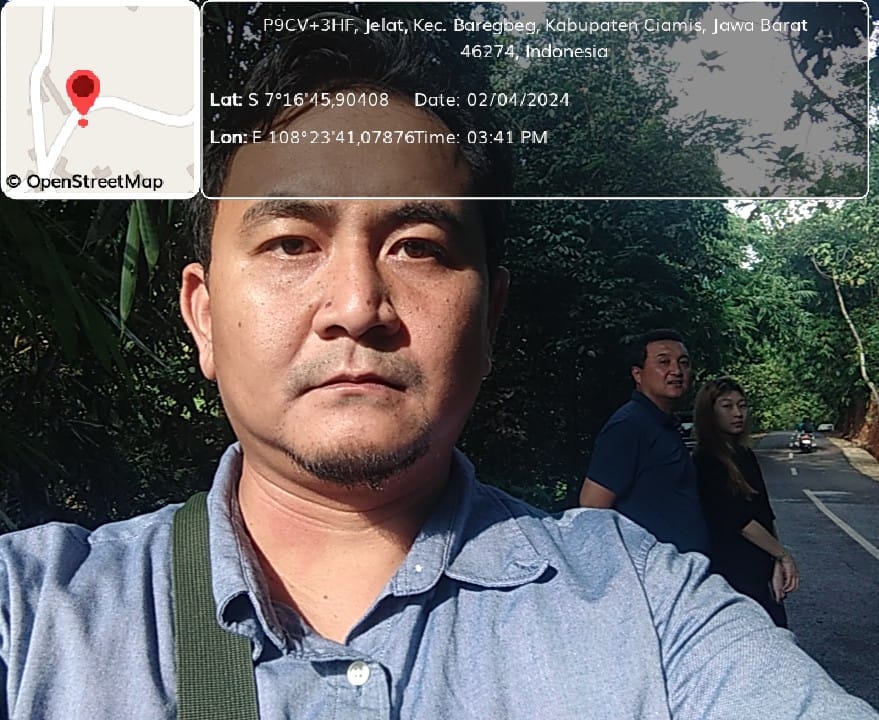 P9CV+3HF, Jelat, Kec. Baregbeg, Kabupaten Ciamis, Jawa Barat
46274, Indonesia
Lat: S 7°16'45,90408 Date: 02/04/2024
Lon: E 108°23'41,07876Time: 03:41 PM
© OpenStreetMap